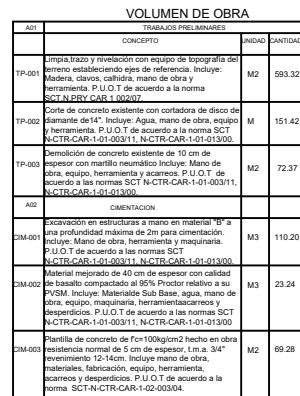 VOLUMEN DE OBRA
A01 TRABAJOS PRELIMINARES
CONCEPTO UNIDAD CANTIDAD
TP-001 Limpia,trazo y nivelación con equipo de topografía del terreno estableciendo ejes de referencia. Incluye: Madera, clavos, calhidra, mano de obra y herramienta. P.U.O.T de acuerdo a la norma SCT.N.PRY CAR 1 002/07. M2 593.32
TP-002 Corte de concreto existente con cortadora de disco de diamante de14". Incluye: Agua, mano de obra, equipo y herramienta. P.U.O.T de acuerdo a la norma SCT N-CTR-CAR-1-01-003/11, N-CTR-CAR-1-01-013/00. M 151.42
TP-003 Demolición de concreto existente de 10 cm de espesor con martillo neumático Incluye: Mano de obra, equipo, herramienta y acarreos. P.U.O.T de acuerdo a las normas SCT N-CTR-CAR-1-01-003/11, N-CTR-CAR-1-01-013/00. M2 72.37
A02 CIMENTACION
CIM-001 Excavación en estructuras a mano en material "B" a una profundidad máxima de 2m para cimentación. Incluye: Mano de obra, herramienta y maquinaria. P.U.O.T de acuerdo a las normas SCT N-CTR-CAR-1-01-003/11, N-CTR-CAR-1-01-013/00. M3 110.20
CIM-002 Material mejorado de 40 cm de espesor con calidad de basalto compactado al 95% Proctor relativo a su PVSM. Incluye: Materialde Sub Base, agua, mano de obra, equipo, maquinaria, herramientaacarreos y desperdicios. P.U.O.T de acuerdo a las normas SCT N-CTR-CAR-1-01-003/11, N-CTR-CAR-1-01-013/00 M3 23.24
CIM-003 Plantilla de concreto de f'c=100kg/cm2 hecho en obra resistencia normal de 5 cm de espesor, t.m.a. 3/4" revenimiento 12-14cm. Incluye mano de obra, materiales, fabricación, equipo, herramienta, acarreos y desperdicios. P.U.O.T de acuerdo a la norma SCT-N-CTR-CAR-1-02-003/04. M2 69.28